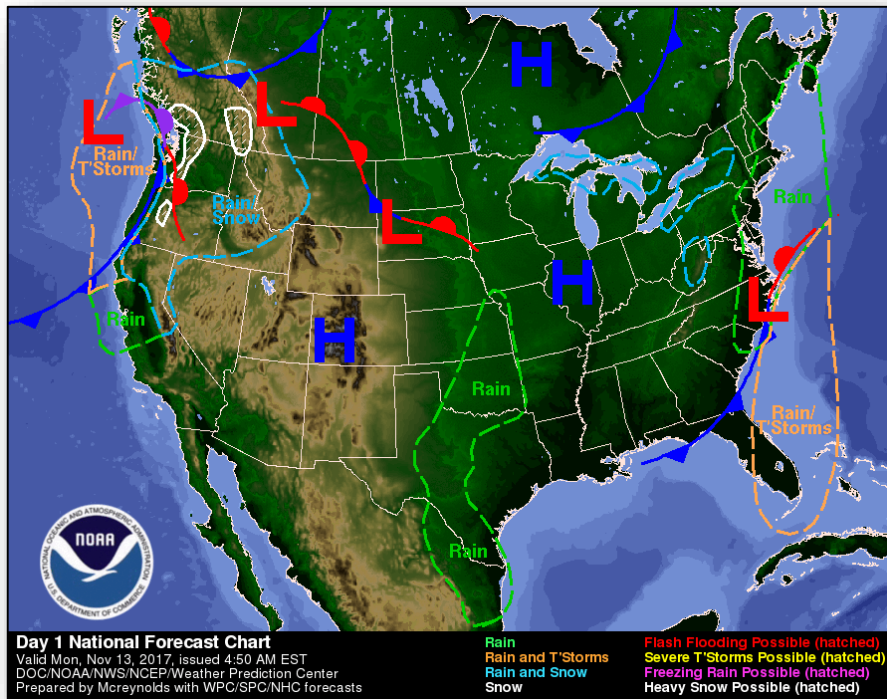 H
L
L
Rain/
T'Storms
Rain/
Snow
Rain
L
H
H
L
Rain
Rain
Rain
Rain/
T'Storms
Rain
NOAA
NATIONAL OCEANIC AND ATMOSPHERIC ADMINISTRATION
U.S. DEPARTMENT OF COMMERCE
Day 1 National Forecast Chart
Valid Mon, Nov 13, 2017, issued 4:50 AM EST
DOC/NOAA/NWS/NCEP/Weather Prediction Center
Prepared by Mcreynolds with WPC/SPC/NHC forecasts
Rain
Rain and T'Storms
Rain and Snow
Snow
Flash Flooding Possible (hatched)
Severe T'Storms Possible (hatched)
Freezing Rain Possible (hatched)
Heavy Snow Possible (hatched)